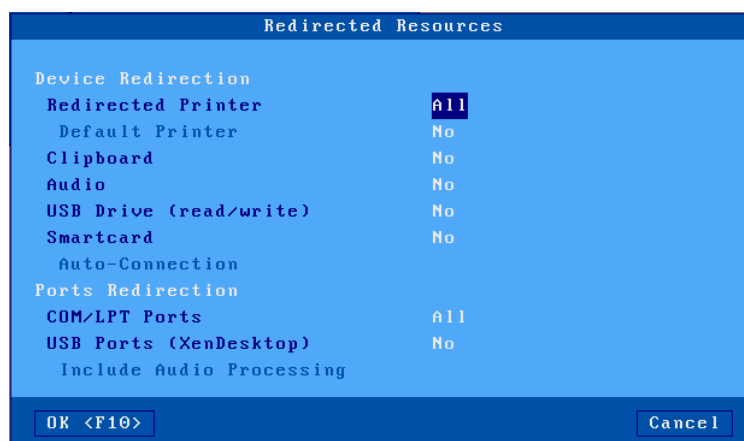 Redirected Resources
Device Redirection
Redirected Printer All
Default Printer No
Clipboard No
Audio No
USB Drive (read/write) No
Smartcard No
Auto-Connection
Ports Redirection
COM/LPT Ports All
USB Ports (XenDesktop) No
Include Audio Processing
OK <F10> Cancel